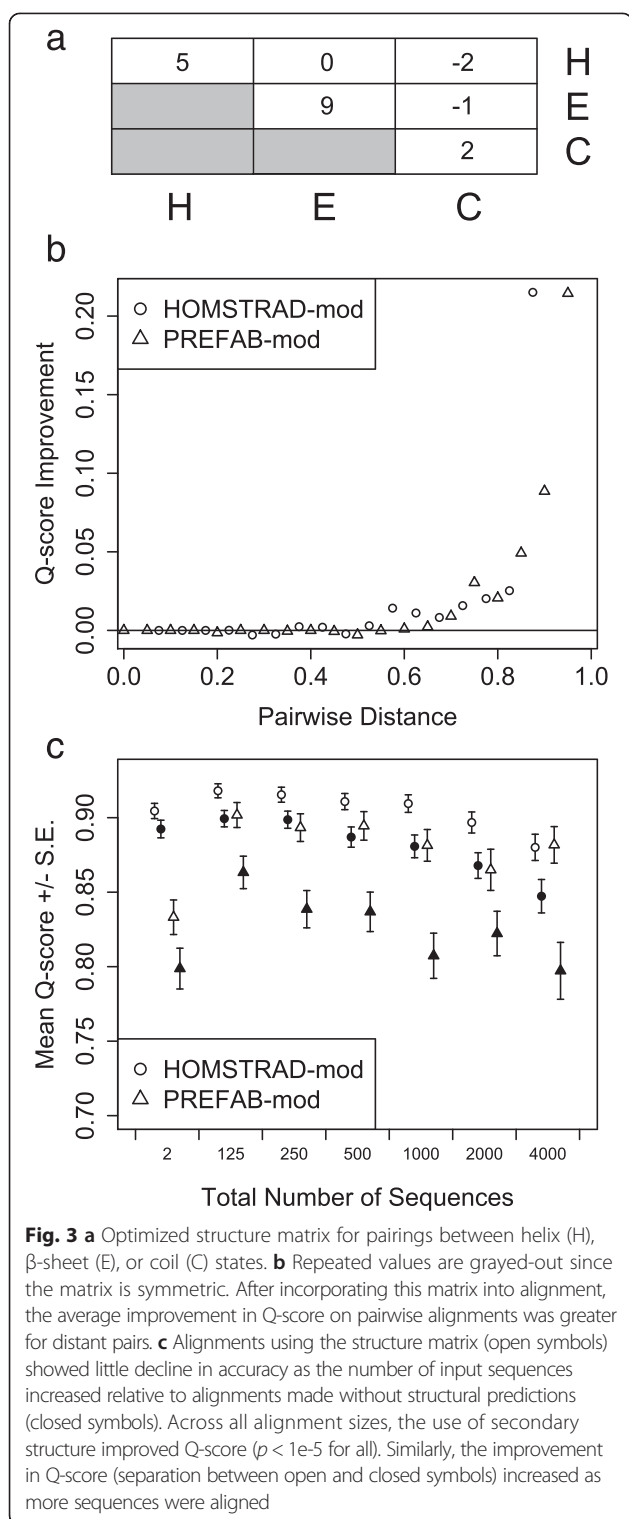 a
5 0 -2 H
9 -1 E
2 C
H E C
b
HOMSTRAD-mod
PREFAB-mod
Q-score Improvement
0.20
0.15
0.10
0.05
0.00
0.0 0.2 0.4 0.6 0.8 1.0
Pairwise Distance
c
Mean Q-score +/- S.E.
0.90
0.85
0.80
0.75
0.70
HOMSTRAD-mod
PREFAB-mod
2 125 250 500 1000 2000 4000
Total Number of Sequences
Fig. 3 a Optimized structure matrix for pairings between helix (H),
β-sheet (E), or coil (C) states. b Repeated values are grayed-out since
the matrix is symmetric. After incorporating this matrix into alignment,
the average improvement in Q-score on pairwise alignments was greater
for distant pairs. c Alignments using the structure matrix (open symbols)
showed little decline in accuracy as the number of input sequences
increased relative to alignments made without structural predictions
(closed symbols). Across all alignment sizes, the use of secondary
structure improved Q-score (p < 1e-5 for all). Similarly, the improvement
in Q-score (separation between open and closed symbols) increased as
more sequences were aligned